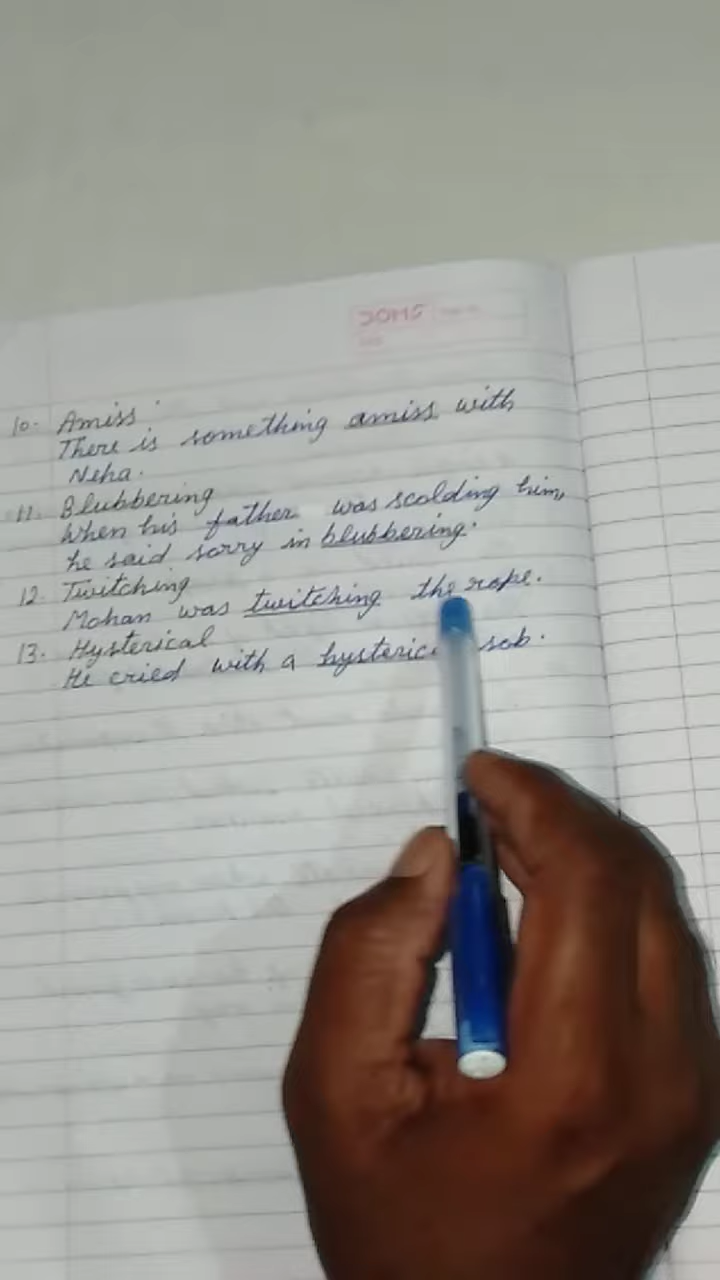 10. Amiss
There is something amiss with
Neha.
11. Blubbering
When his father was scolding him,
he said sorry in blubbering.
12. Twitching
Mohan was twitching the rope.
13. Hysterical
He cried with a hysteric sob.